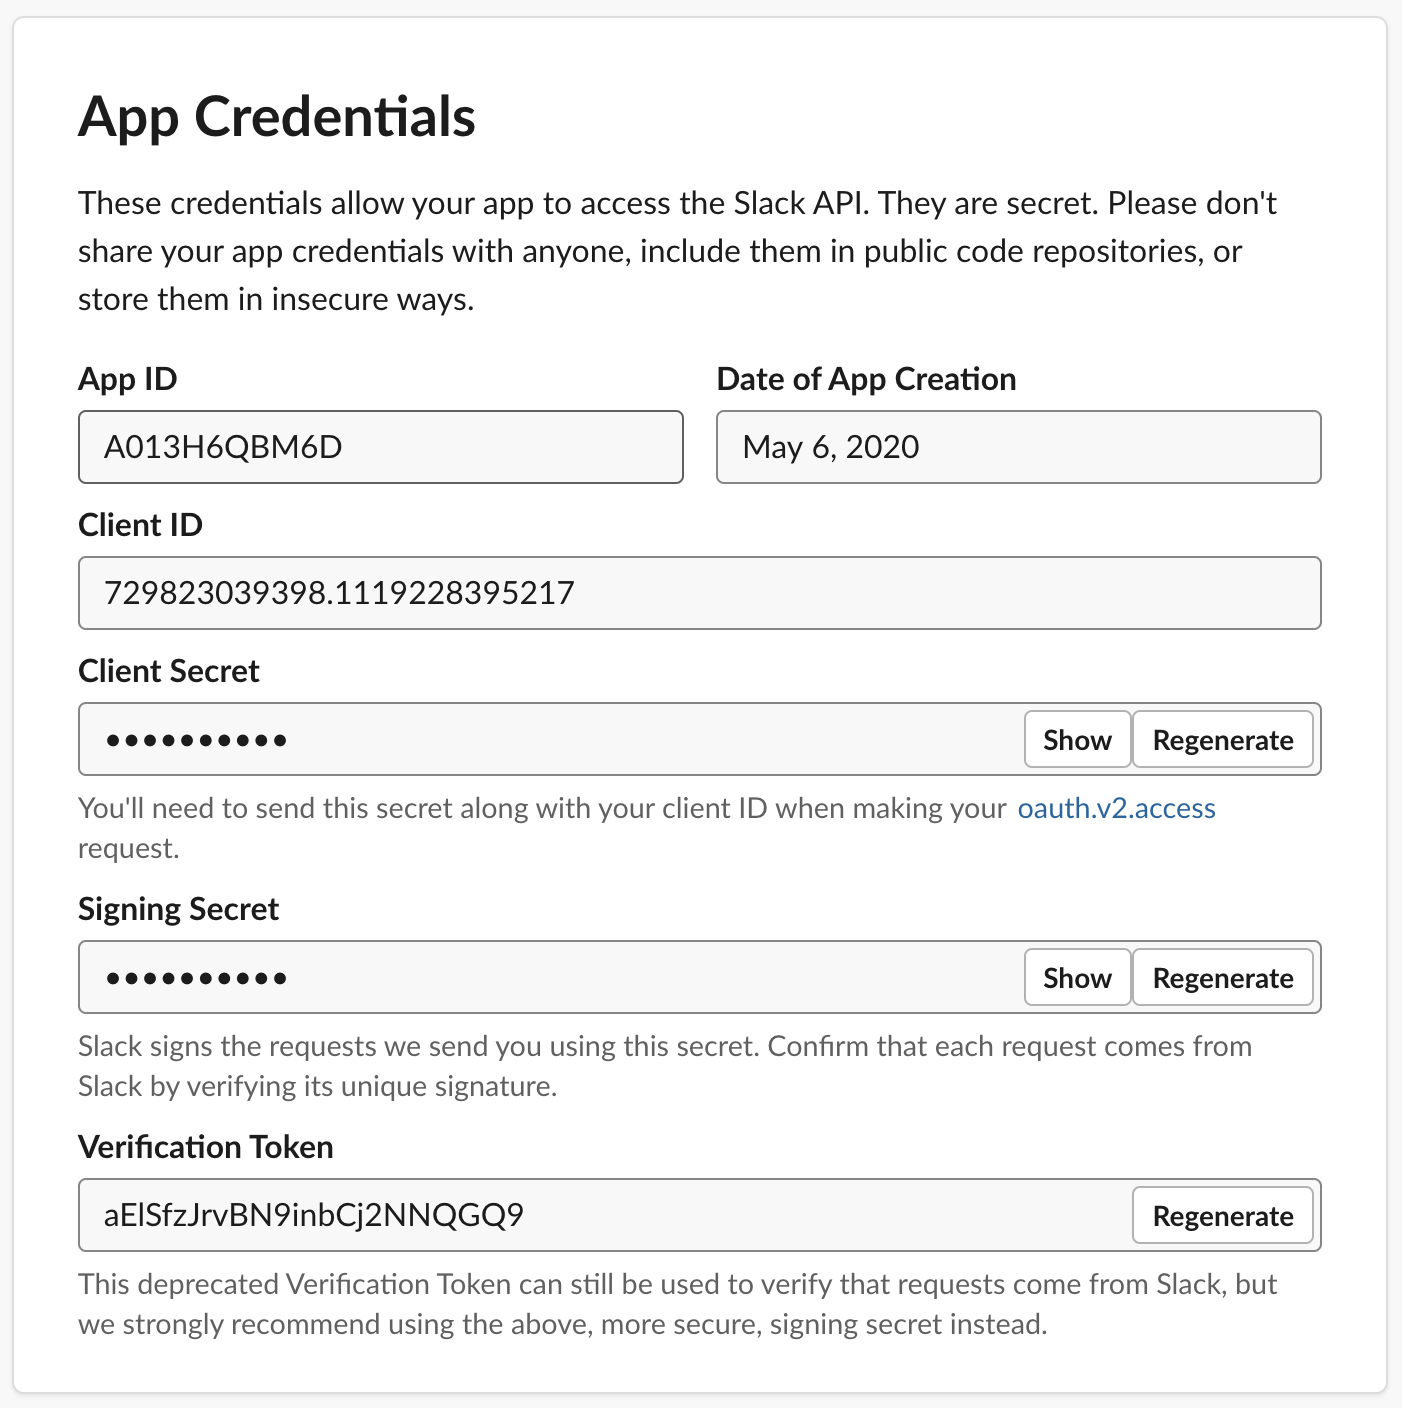 App Credentials
These credentials allow your app to access the Slack API. They are secret. Please don't
share your app credentials with anyone, include them in public code repositories, or
store them in insecure ways.
App ID
Date of App Creation
A013H6QBM6D
May 6, 2020
Client ID
729823039398.1119228395217
Client Secret
••••••••••
Show
Regenerate
You'll need to send this secret along with your client ID when making your oauth.v2.access
request.
Signing Secret
••••••••••
Show
Regenerate
Slack signs the requests we send you using this secret. Confirm that each request comes from
Slack by verifying its unique signature.
Verification Token
aElSfzJrvBN9inbCj2NNQGQ9
Regenerate
This deprecated Verification Token can still be used to verify that requests come from Slack, but
we strongly recommend using the above, more secure, signing secret instead.